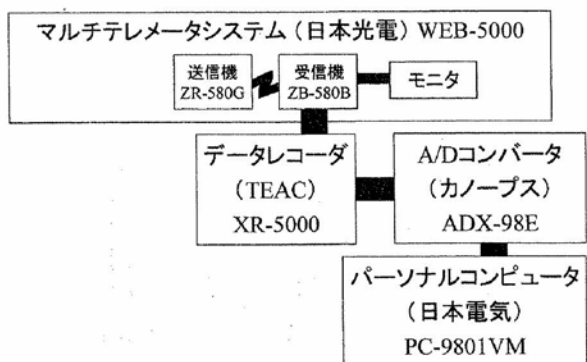 マルチテレメータシステム（日本光電）WEB-5000
送信機
ZR-580G
受信機
ZB-580B
モニタ
データレコーダ
（TEAC）
XR-5000
A/Dコンバータ
（カノープス）
ADX-98E
パーソナルコンピュータ
（日本電気）
PC-9801VM